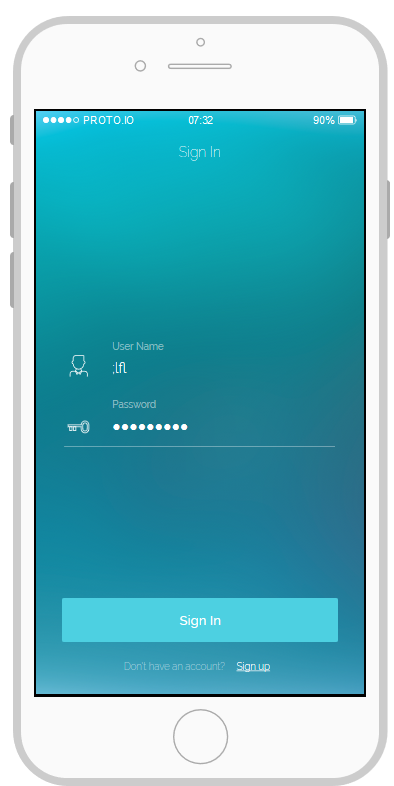 PROTO.IO 07:32 90%
Sign In
User Name
;lfl
Password
●●●●●●●●●
Sign In
Don't have an account? Sign up